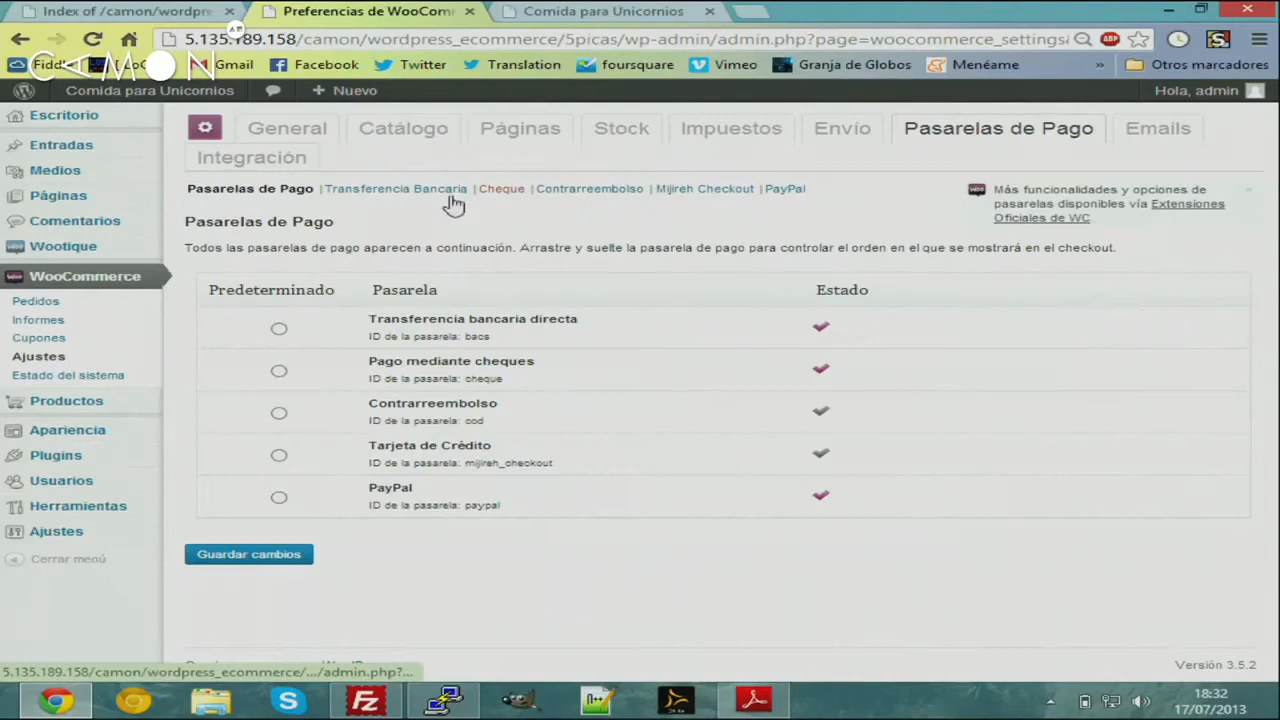 Index of /camon/wordpr
Preferencias de WooComm
Comida para Unicornios
5.135.189.158/camon/wordpress_ecommerce/5picas/wp-admin/admin.php?page=woocommerce_settings&
CAMON
Fiddl
Gmail
Facebook
Twitter
Translation
foursquare
Vimeo
Granja de Globos
Menéame
»
Otros marcadores
Comida para Unicornios
+ Nuevo
Hola, admin
Escritorio
Entradas
Medios
Páginas
Comentarios
Wootique
WooCommerce
Pedidos
Informes
Cupones
Ajustes
Estado del sistema
Productos
Apariencia
Plugins
Usuarios
Herramientas
Ajustes
Cerrar menú
General
Catálogo
Páginas
Stock
Impuestos
Envío
Pasarelas de Pago
Emails
Integración
Pasarelas de Pago | Transferencia Bancaria | Cheque | Contrarreembolso | Mijireh Checkout | PayPal
Más funcionalidades y opciones de
pasarelas disponibles vía Extensiones
Oficiales de WC
Pasarelas de Pago
Todos las pasarelas de pago aparecen a continuación. Arrastre y suelte la pasarela de pago para controlar el orden en el que se mostrará en el checkout.
Predeterminado Pasarela Estado
Transferencia bancaria directa
ID de la pasarela: bacs
Pago mediante cheques
ID de la pasarela: cheque
Contrarreembolso
ID de la pasarela: cod
Tarjeta de Crédito
ID de la pasarela: mijireh_checkout
PayPal
ID de la pasarela: paypal
Guardar cambios
Versión 3.5.2
5.135.189.158/camon/wordpress_ecommerce/.../admin.php?...
18:32
17/07/2013